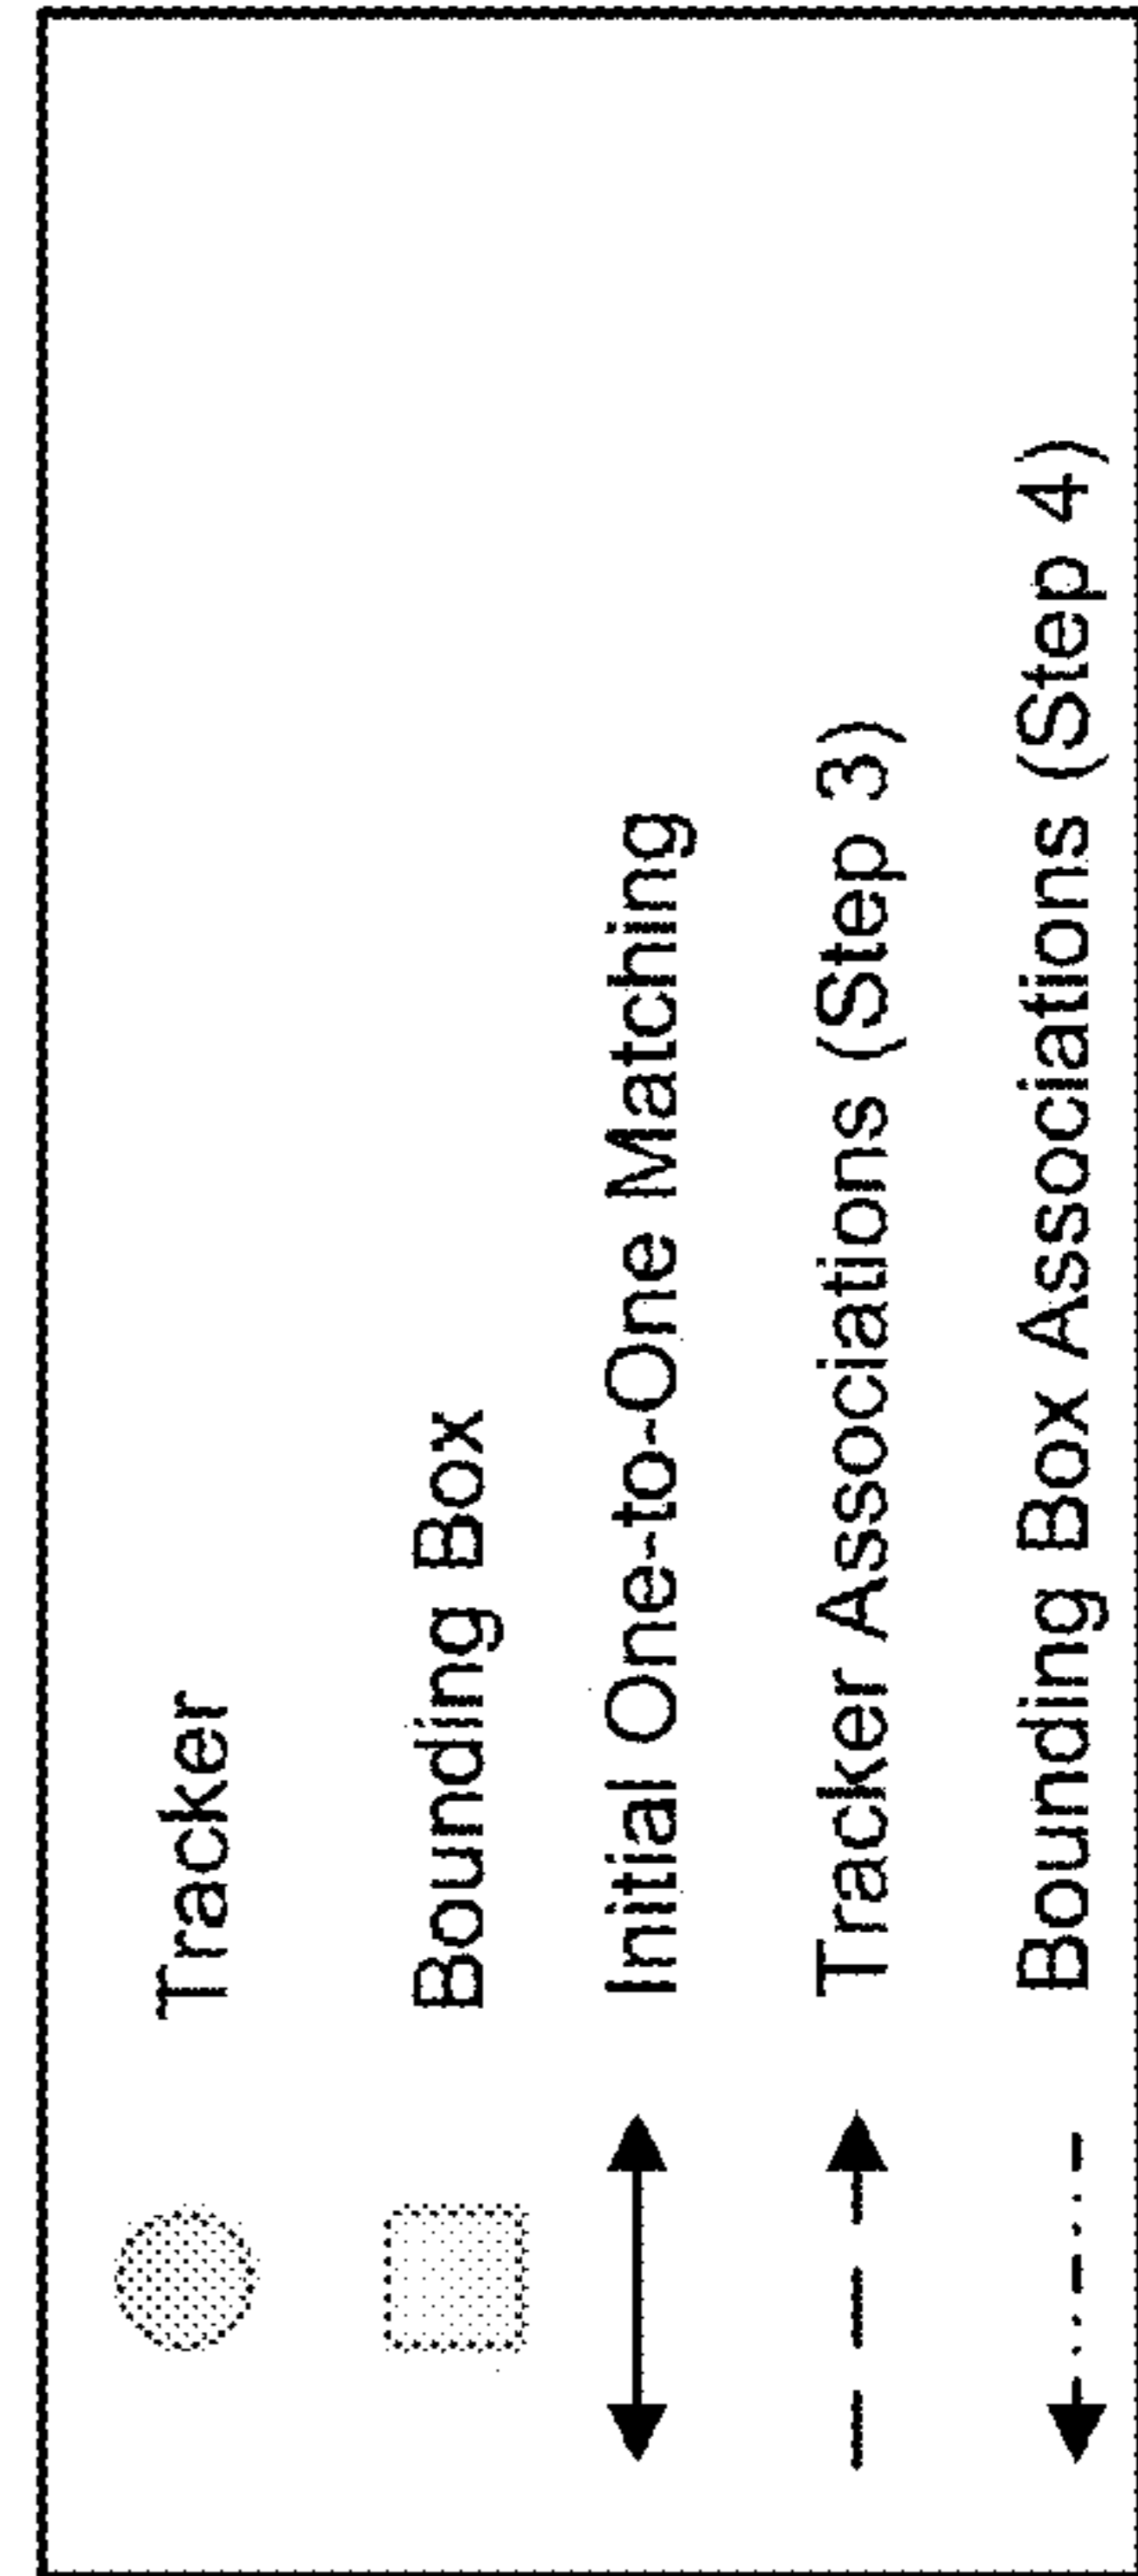 Tracker
Bounding Box
Initial One-to-One Matching
Tracker Associations (Step 3)
Bounding Box Associations (Step 4)